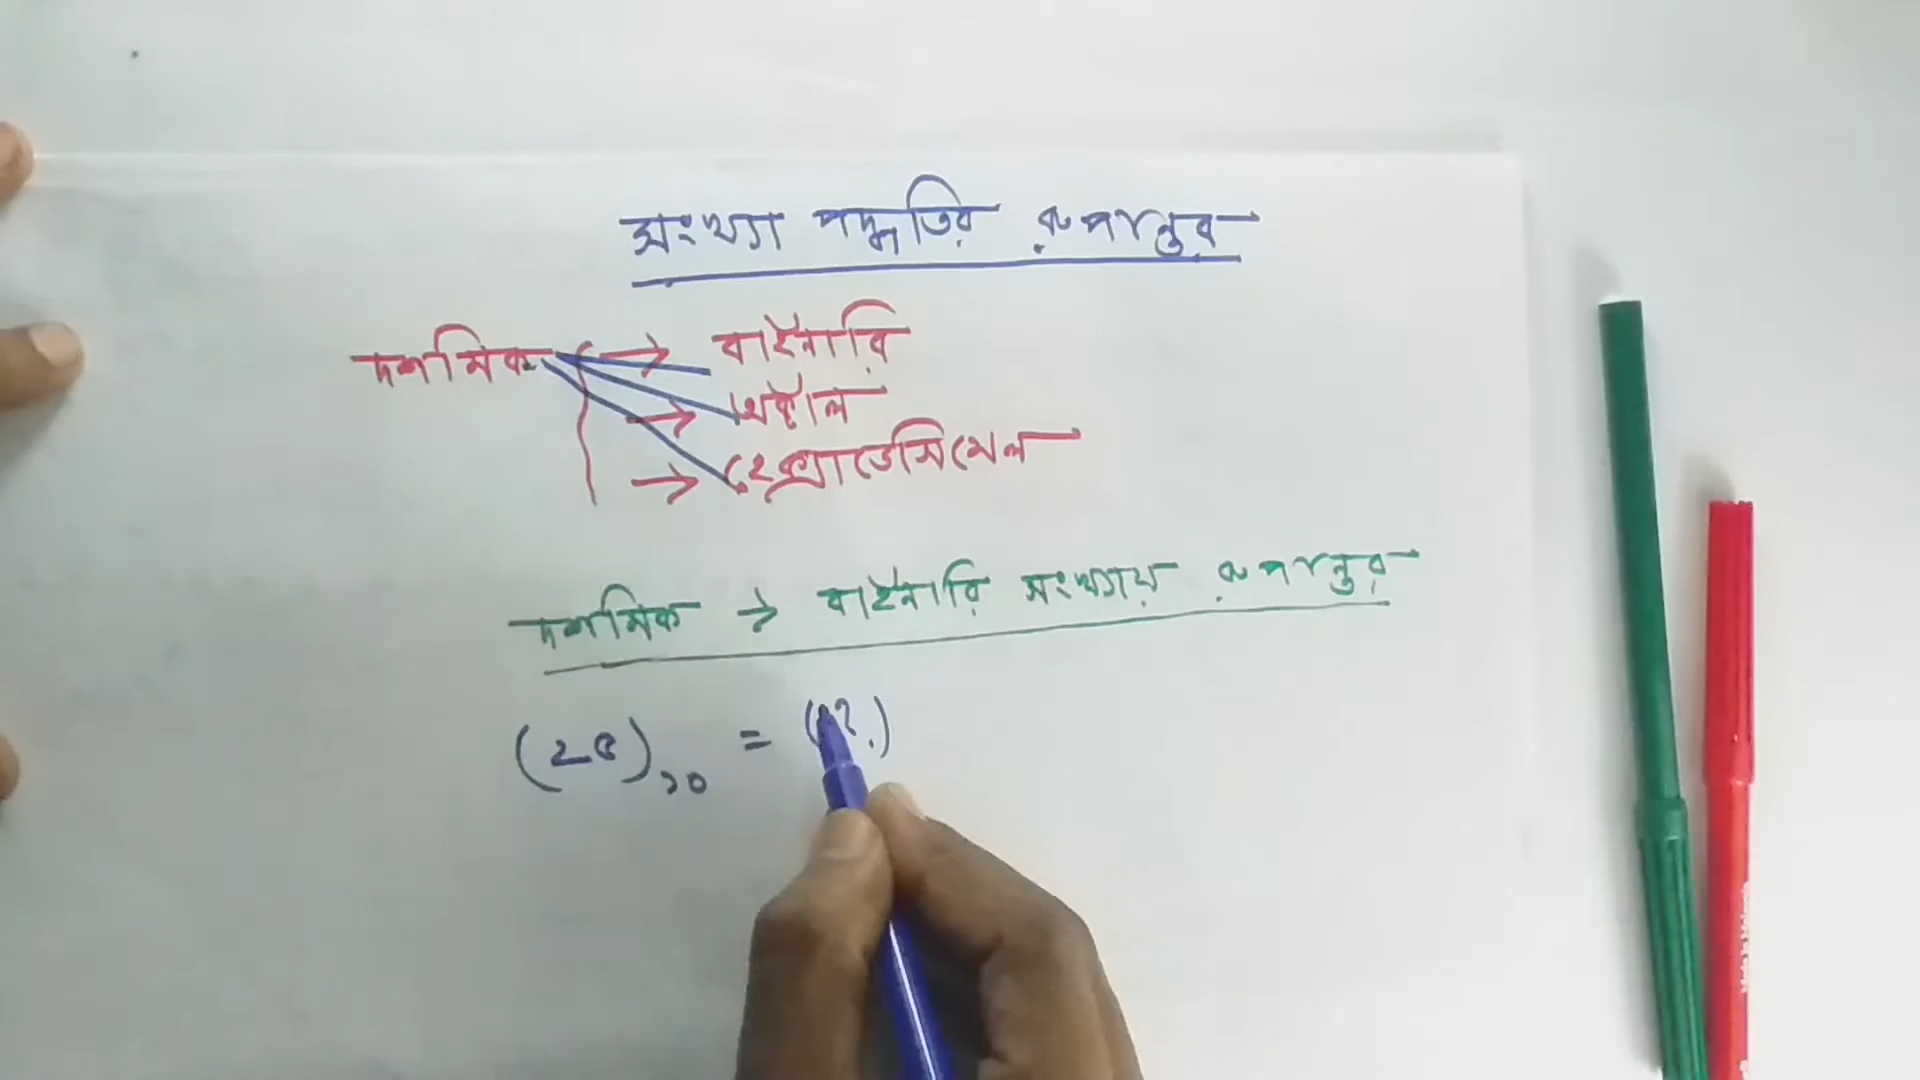 সংখ্যা পদ্ধতির রুপান্তর
দশমিক → বাইনারি
→ অক্টাল
→ হেক্সাডেসিমেল
দশমিক → বাইনারি সংখ্যায় রুপান্তর
(২৫)১০ = (?)